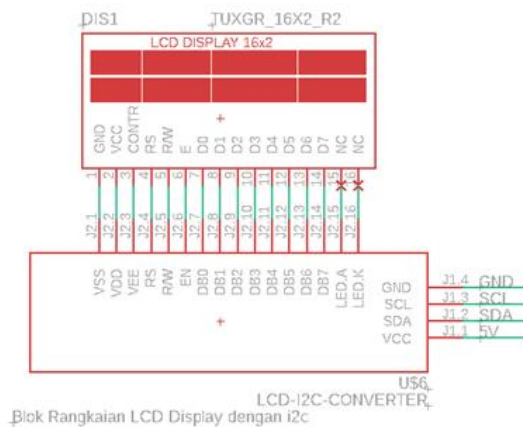 DIS1 TUXGR_16X2_R2
LCD DISPLAY 16x2
GND VCC CONTR RS R/W E D0 D1 D2 D3 D4 D5 D6 D7 NC NC
1 2 3 4 5 6 7 8 9 10 11 12 13 14 15 16
J2.1 J2.2 J2.3 J2.4 J2.5 J2.6 J2.7 J2.8 J2.9 J2.10 J2.11 J2.12 J2.13 J2.14 J2.15 J2.16
VSS VDD VEE RS R/W EN DB0 DB1 DB2 DB3 DB4 DB5 DB6 DB7 LED.A LED.K
GND J1.4 GND
SCL J1.3 SCL
SDA J1.2 SDA
VCC J1.1 5V
U$6
LCD-I2C-CONVERTER
Blok Rangkaian LCD Display dengan i2c